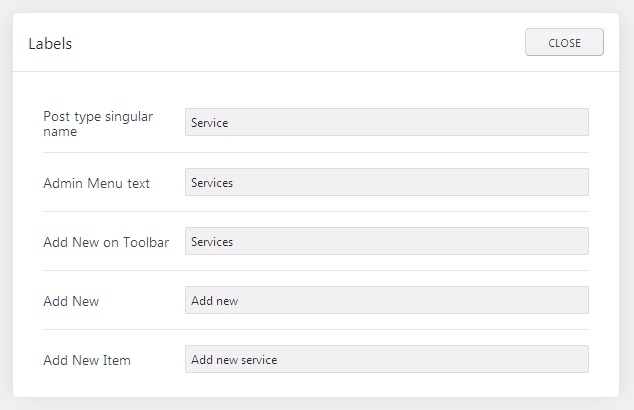 Labels
CLOSE
Post type singular
name
Service
Admin Menu text
Services
Add New on Toolbar
Services
Add New
Add new
Add New Item
Add new service